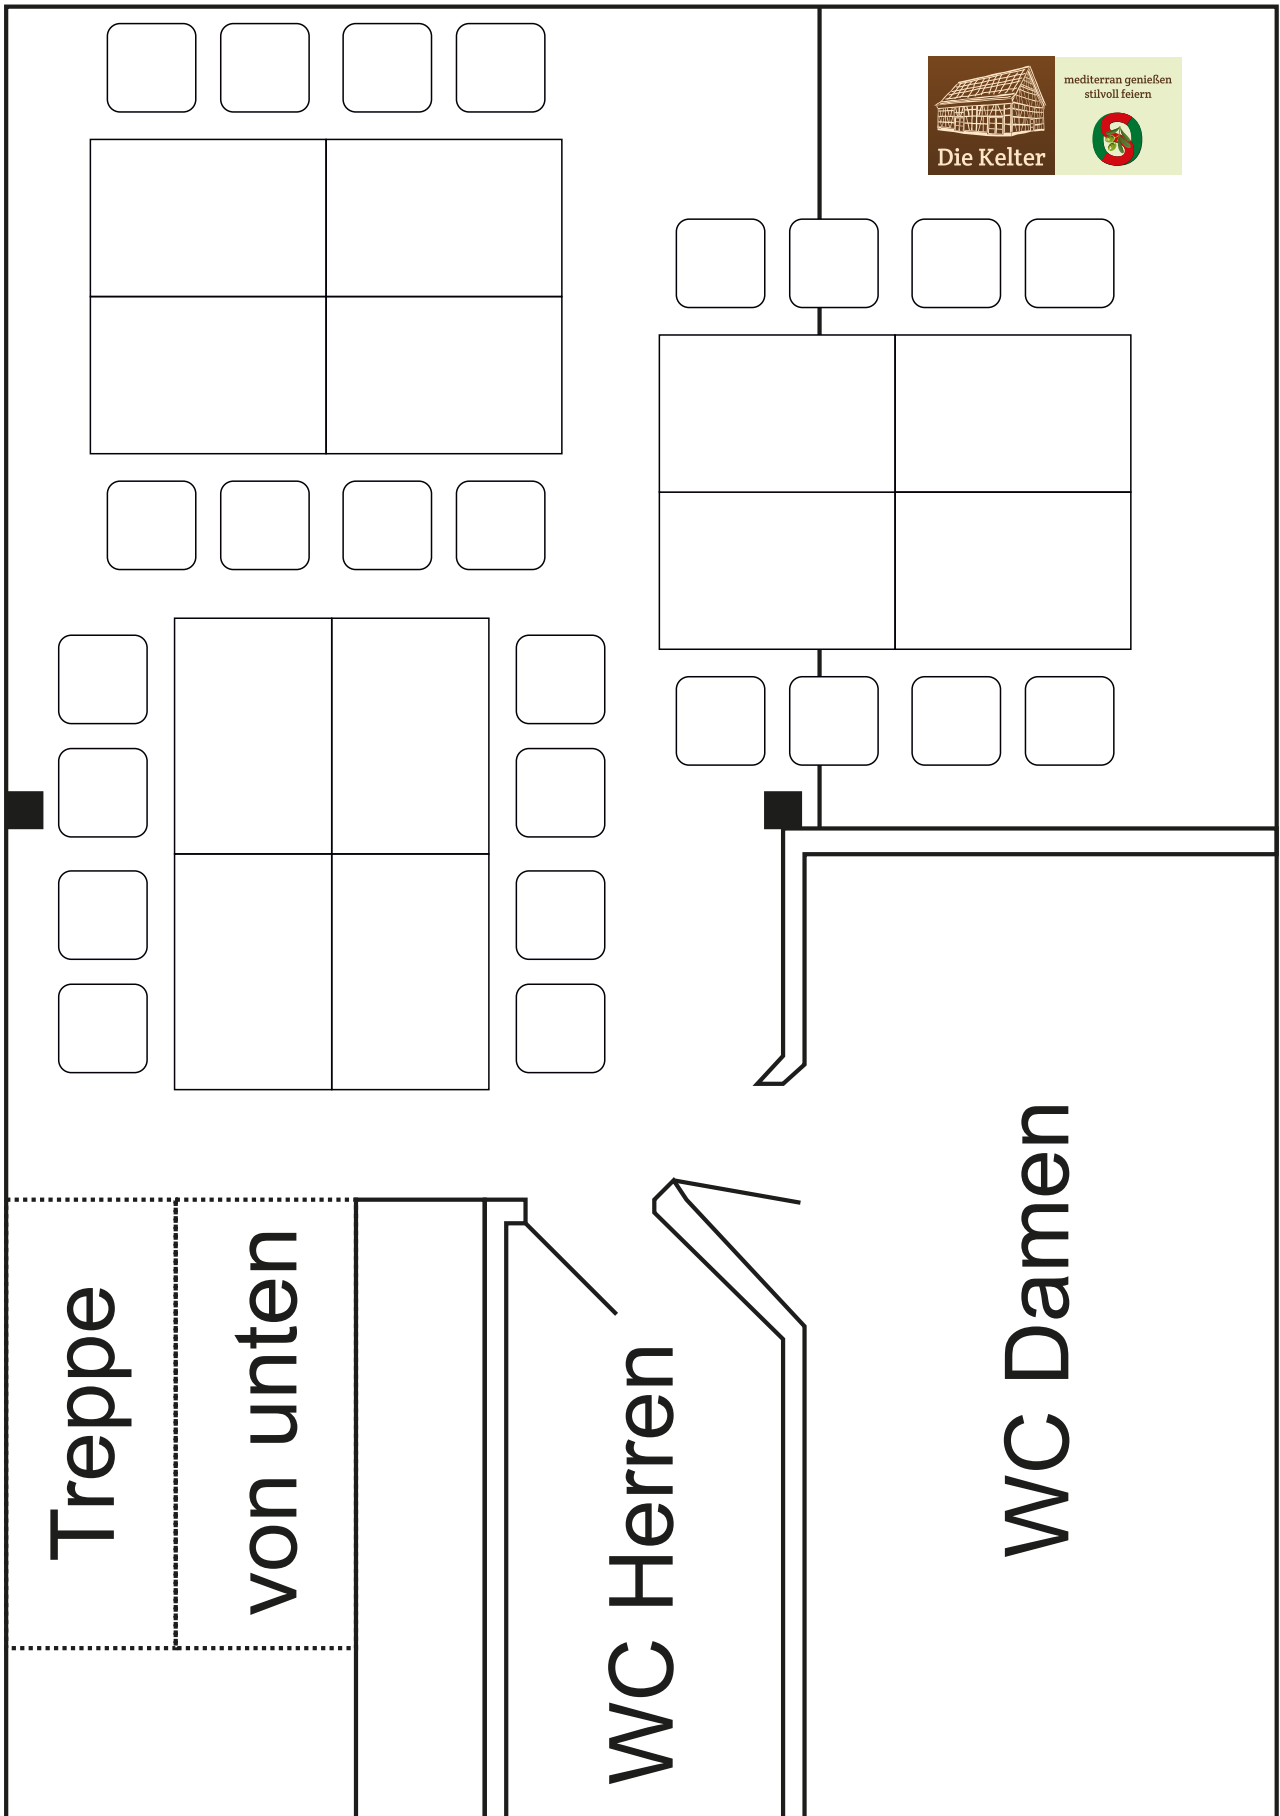 mediterran genießen
stilvoll feiern
Die Kelter
Treppe
von unten
WC Herren
WC Damen